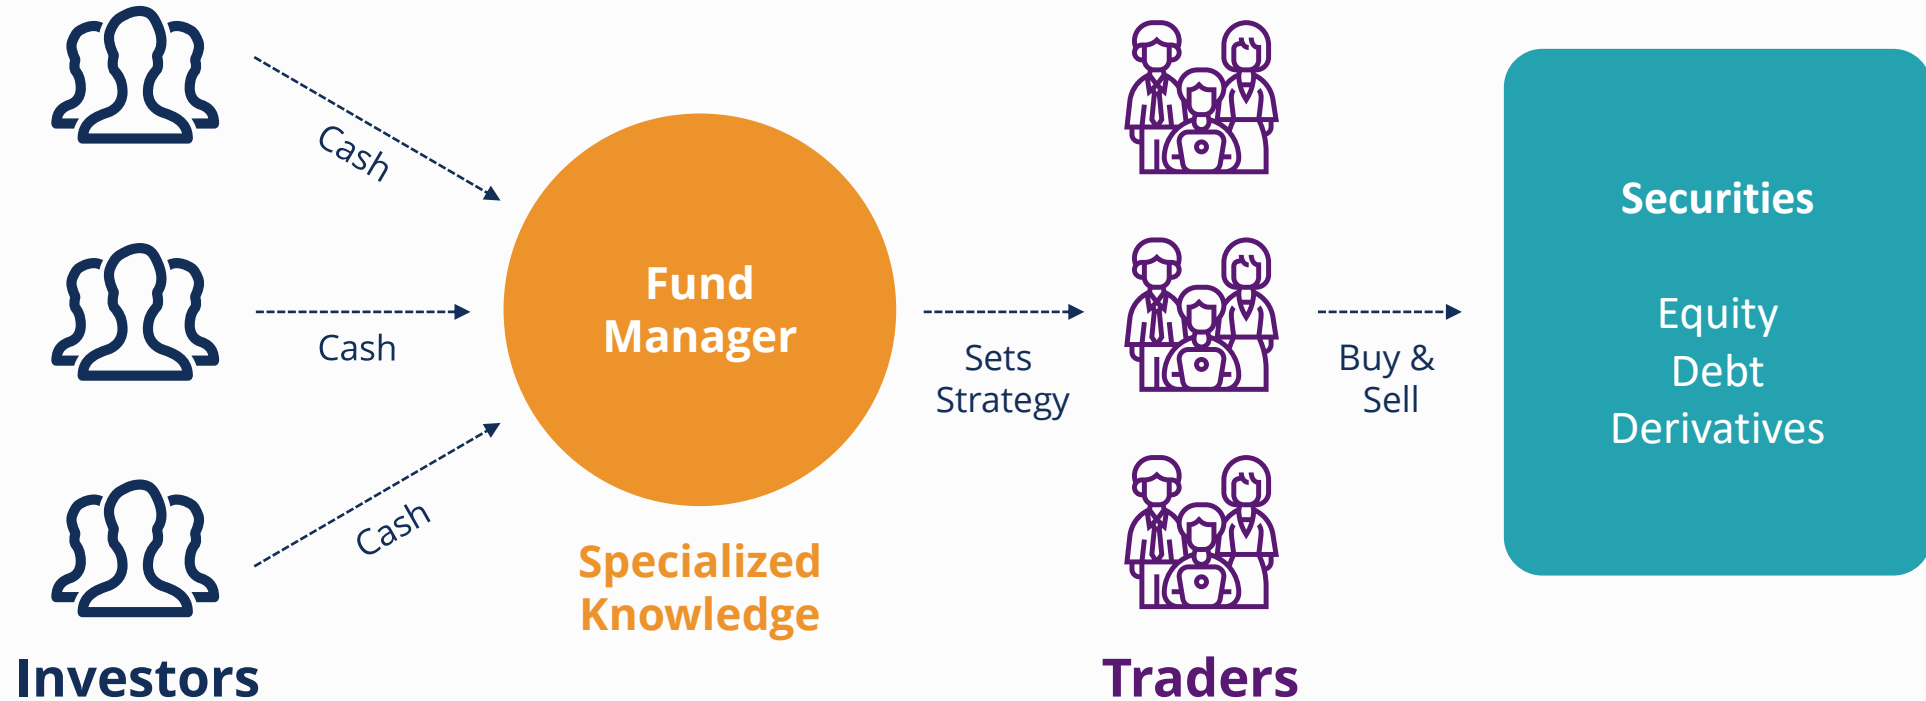 Cash
Cash
Cash
Investors
Fund
Manager
Specialized
Knowledge
Sets
Strategy
Traders
Buy &
Sell
Securities
Equity
Debt
Derivatives